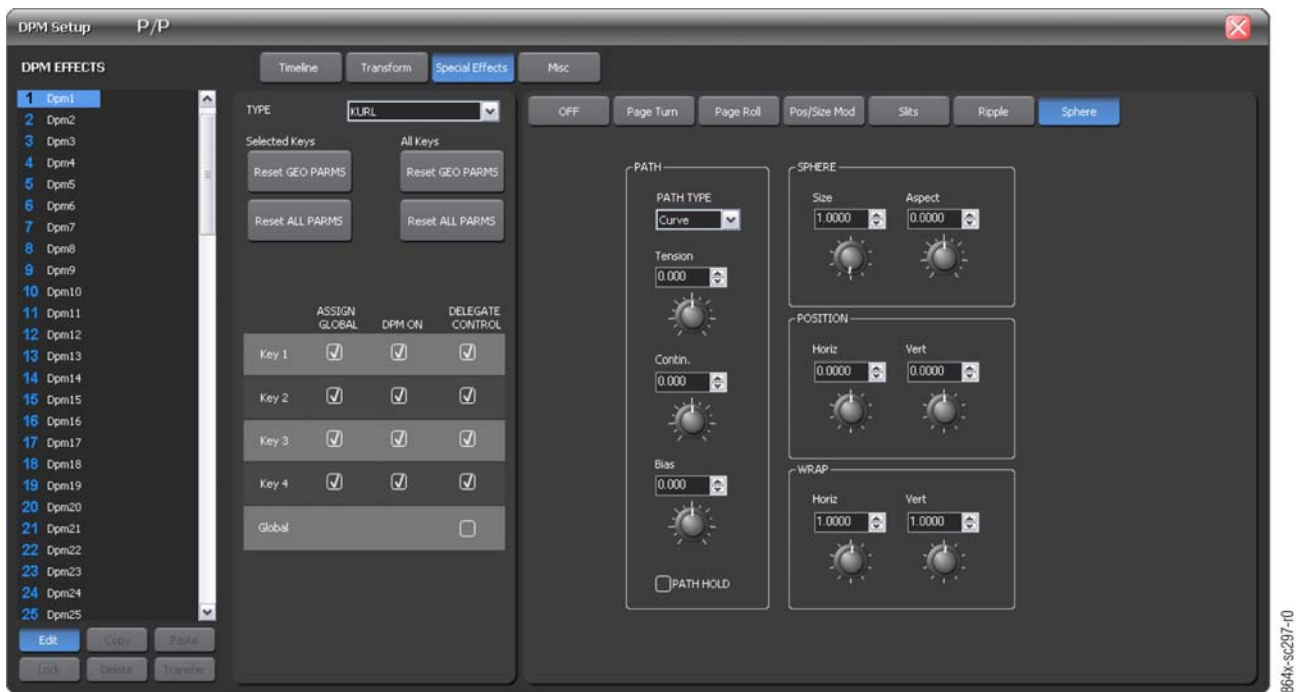 DPM Setup P/P
DPM EFFECTS
Timeline Transform Special Effects Misc
1 Dpm1
2 Dpm2
3 Dpm3
4 Dpm4
5 Dpm5
6 Dpm6
7 Dpm7
8 Dpm8
9 Dpm9
10 Dpm10
11 Dpm11
12 Dpm12
13 Dpm13
14 Dpm14
15 Dpm15
16 Dpm16
17 Dpm17
18 Dpm18
19 Dpm19
20 Dpm20
21 Dpm21
22 Dpm22
23 Dpm23
24 Dpm24
25 Dpm25
Edit Copy Paste
Lock Delete Transfer
TYPE KURL
Selected Keys All Keys
Reset GEO PARMS Reset GEO PARMS
Reset ALL PARMS Reset ALL PARMS
ASSIGN GLOBAL DPM ON DELEGATE CONTROL
Key 1
Key 2
Key 3
Key 4
Global
OFF Page Turn Page Roll Pos/Size Mod Slits Ripple Sphere
PATH
PATH TYPE
Curve
Tension
0.000
Contin.
0.000
Bias
0.000
PATH HOLD
SPHERE
Size Aspect
1.0000 0.0000
POSITION
Horiz Vert
0.0000 0.0000
WRAP
Horiz Vert
1.0000 1.0000
864x-sc297-r0